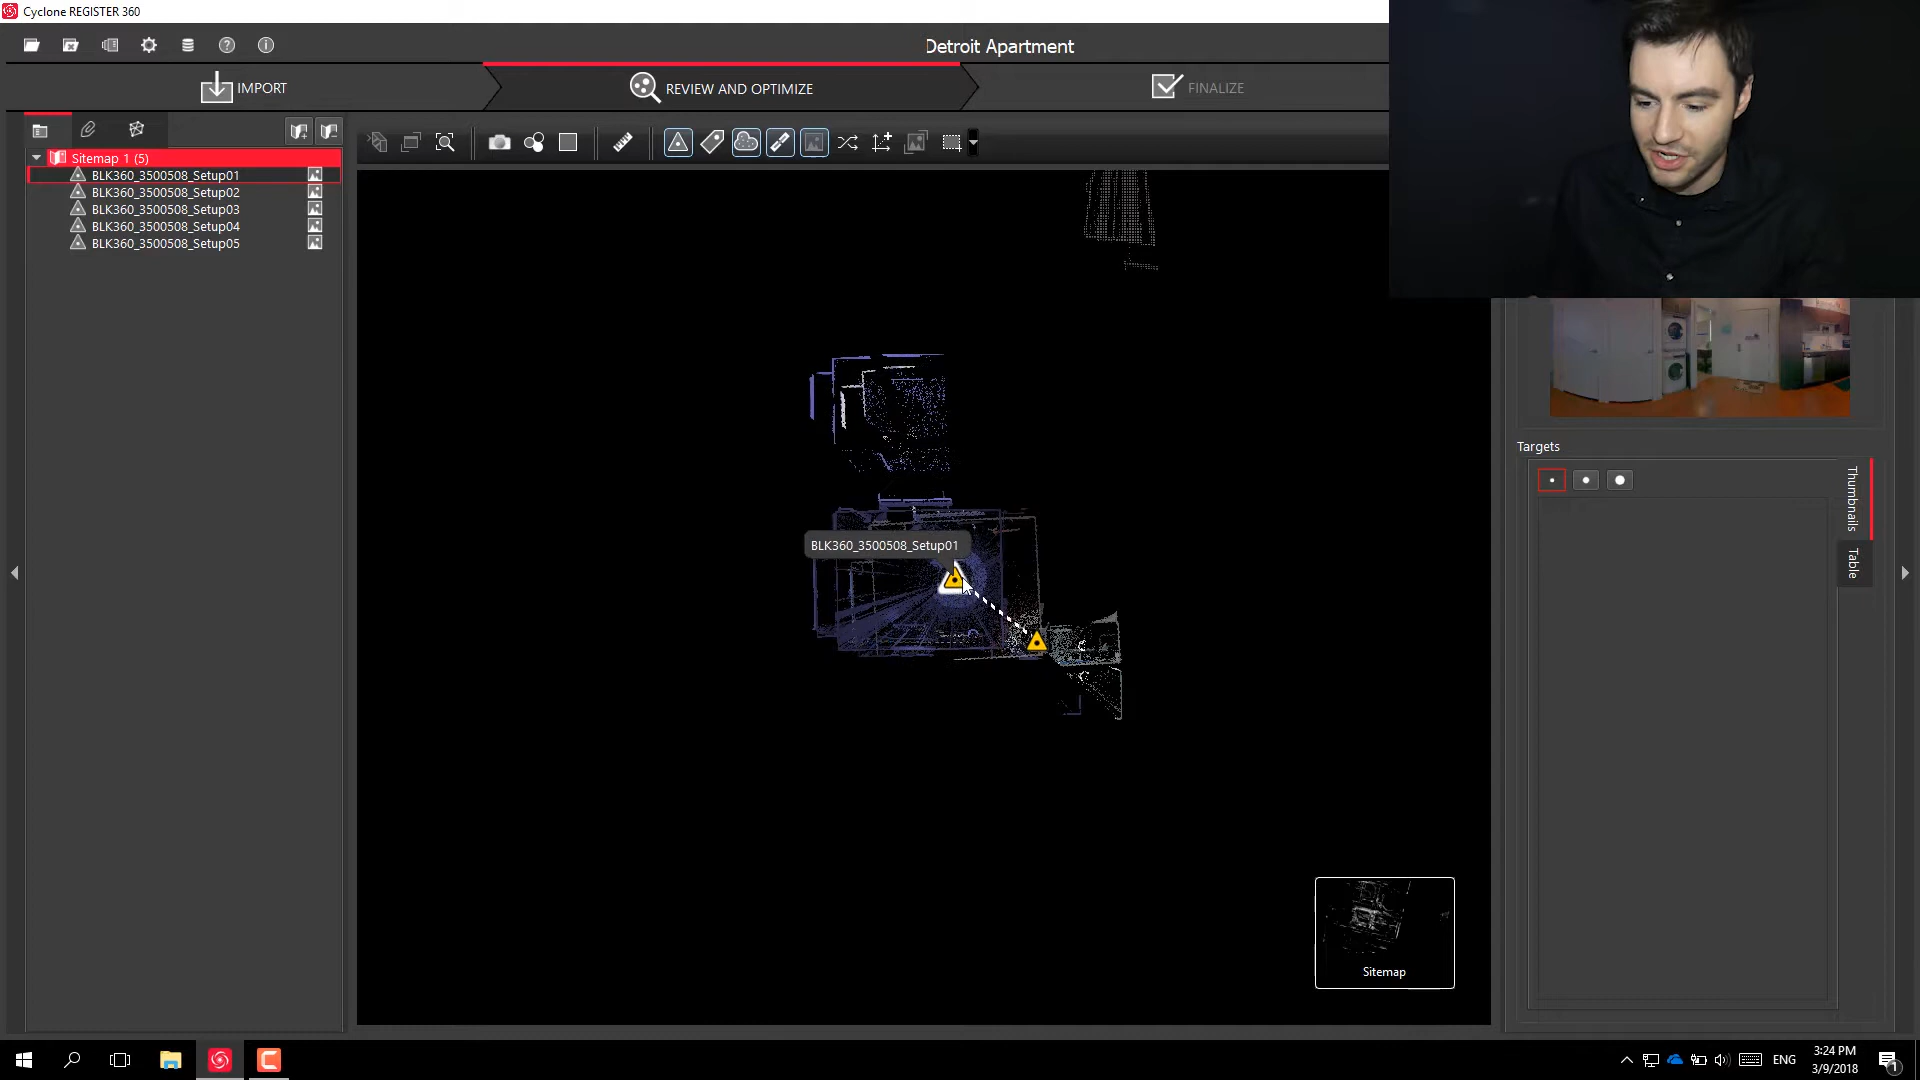 Cyclone REGISTER 360
Detroit Apartment
IMPORT
REVIEW AND OPTIMIZE
FINALIZE
Sitemap 1 (5)
BLK360_3500508_Setup01
BLK360_3500508_Setup02
BLK360_3500508_Setup03
BLK360_3500508_Setup04
BLK360_3500508_Setup05
BLK360_3500508_Setup01
Targets
Thumbnails
Table
Sitemap
ENG
3:24 PM
3/9/2018
1